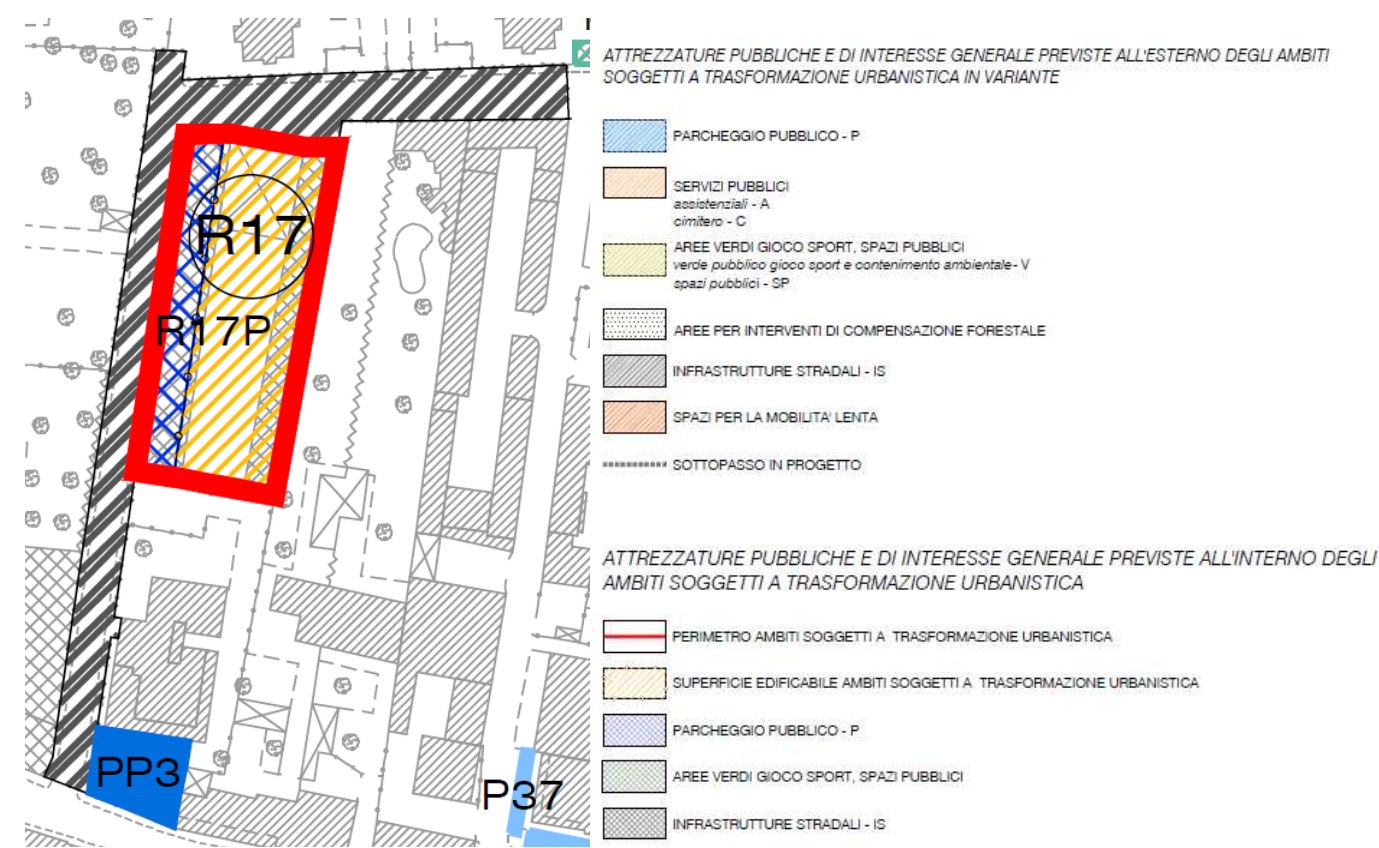 R17
R17P
PP3
P37
ATTREZZATURE PUBBLICHE E DI INTERESSE GENERALE PREVISTE ALL'ESTERNO DEGLI AMBITI
SOGGETTI A TRASFORMAZIONE URBANISTICA IN VARIANTE
PARCHEGGIO PUBBLICO - P
SERVIZI PUBBLICI
assistenziali - A
cimitero - C
AREE VERDI GIOCO SPORT, SPAZI PUBBLICI
verde pubblico gioco sport e contenimento ambientale - V
spazi pubblici - SP
AREE PER INTERVENTI DI COMPENSAZIONE FORESTALE
INFRASTRUTTURE STRADALI - IS
SPAZI PER LA MOBILITA' LENTA
SOTTOPASSO IN PROGETTO
ATTREZZATURE PUBBLICHE E DI INTERESSE GENERALE PREVISTE ALL'INTERNO DEGLI
AMBITI SOGGETTI A TRASFORMAZIONE URBANISTICA
PERIMETRO AMBITI SOGGETTI A TRASFORMAZIONE URBANISTICA
SUPERFICIE EDIFICABILE AMBITI SOGGETTI A TRASFORMAZIONE URBANISTICA
PARCHEGGIO PUBBLICO - P
AREE VERDI GIOCO SPORT, SPAZI PUBBLICI
INFRASTRUTTURE STRADALI - IS